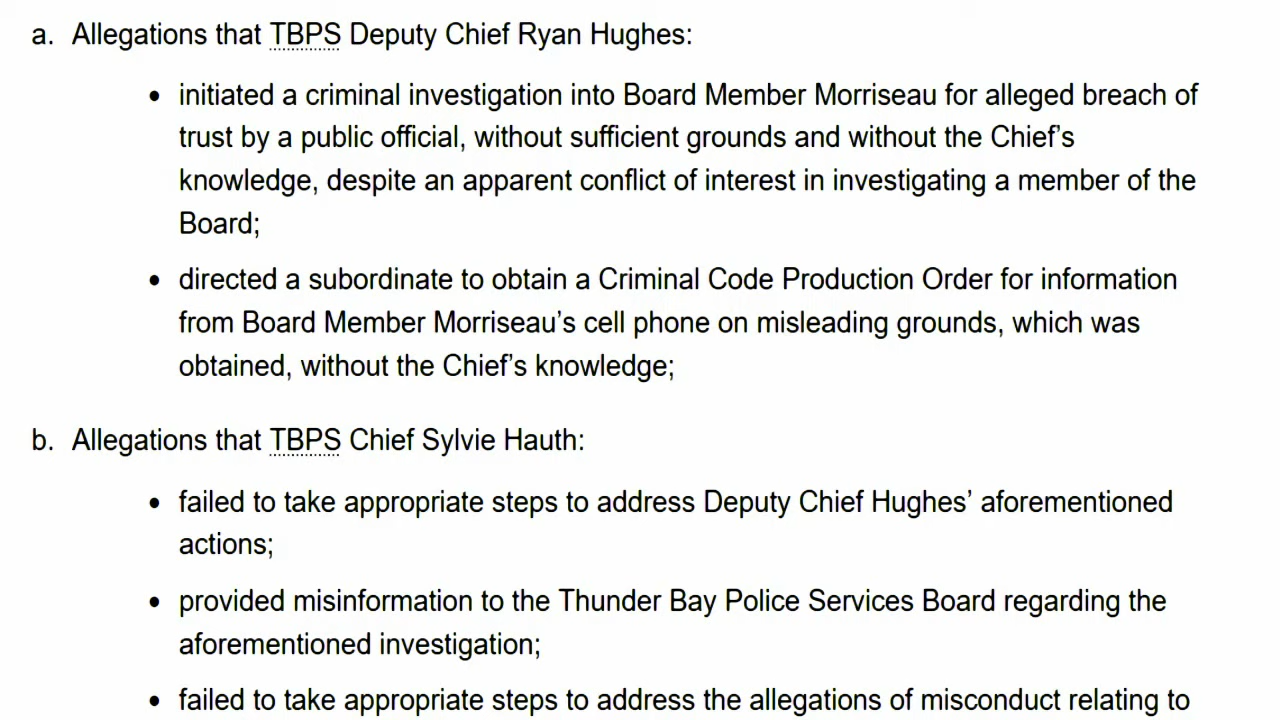 a. Allegations that TBPS Deputy Chief Ryan Hughes:
• initiated a criminal investigation into Board Member Morriseau for alleged breach of
trust by a public official, without sufficient grounds and without the Chief’s
knowledge, despite an apparent conflict of interest in investigating a member of the
Board;
• directed a subordinate to obtain a Criminal Code Production Order for information
from Board Member Morriseau’s cell phone on misleading grounds, which was
obtained, without the Chief’s knowledge;
b. Allegations that TBPS Chief Sylvie Hauth:
• failed to take appropriate steps to address Deputy Chief Hughes’ aforementioned
actions;
• provided misinformation to the Thunder Bay Police Services Board regarding the
aforementioned investigation;
• failed to take appropriate steps to address the allegations of misconduct relating to